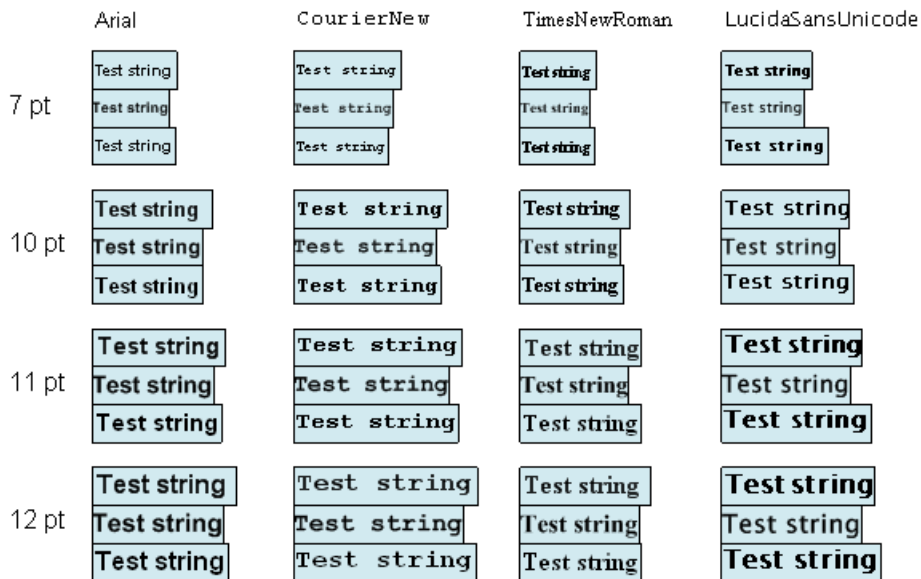 Arial CourierNew TimesNewRoman LucidaSansUnicode
Test string Test string Test string Test string
7 pt Test string Test string Test string Test string
Test string Test string Test string Test string
Test string Test string Test string Test string
10 pt Test string Test string Test string Test string
Test string Test string Test string Test string
Test string Test string Test string Test string
11 pt Test string Test string Test string Test string
Test string Test string Test string Test string
Test string Test string Test string Test string
12 pt Test string Test string Test string Test string
Test string Test string Test string Test string